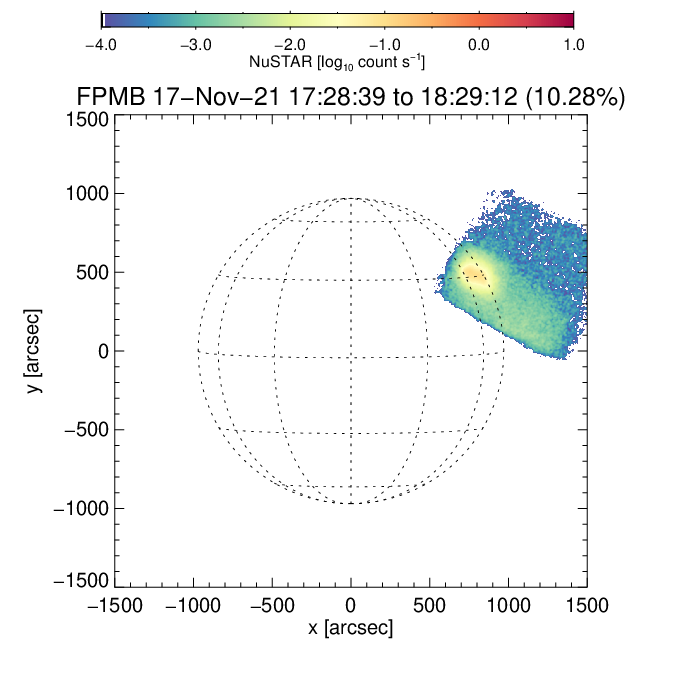 −4.0 −3.0 −2.0 −1.0 0.0 1.0
NuSTAR [log₁₀ count s⁻¹]
FPMB 17−Nov−21 17:28:39 to 18:29:12 (10.28%)
1500
1000
500
0
−500
−1000
−1500
y [arcsec]
−1500 −1000 −500 0 500 1000 1500
x [arcsec]